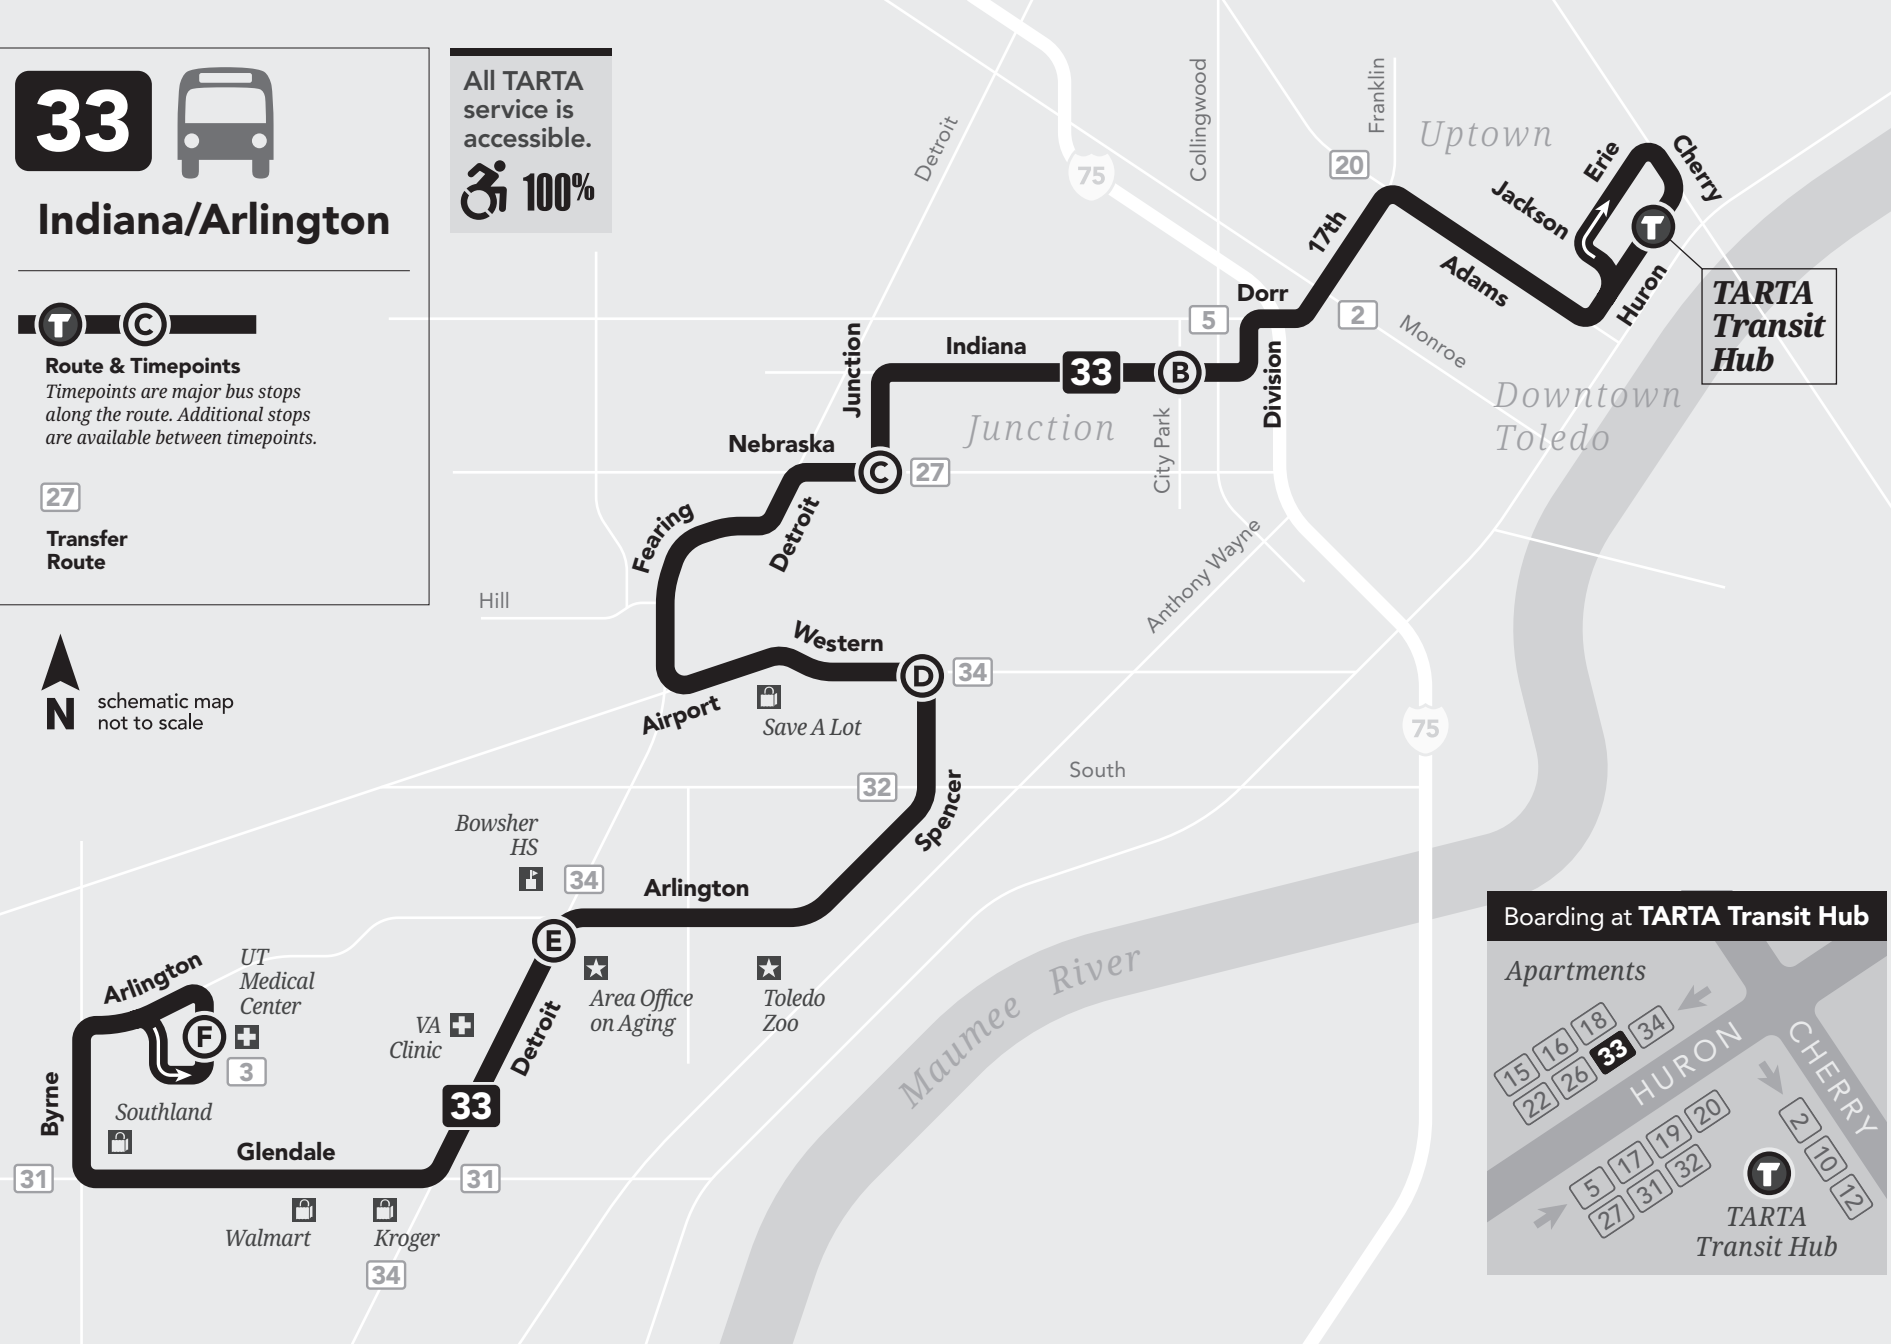 33
Indiana/Arlington
T C
Route & Timepoints
Timepoints are major bus stops
along the route. Additional stops
are available between timepoints.
27
Transfer
Route
N
schematic map
not to scale
All TARTA
service is
accessible.
100%
Detroit
75
Collingwood
Franklin
Uptown
20
Erie
Cherry
Jackson
T
17th
Adams
Huron
TARTA
Transit
Hub
Dorr
5
2
Monroe
Junction
Indiana
33
B
Division
Downtown
Toledo
Junction
City Park
Nebraska
C
27
Fearing
Detroit
Anthony Wayne
Hill
Western
D
34
Airport
Save A Lot
75
South
32
Spencer
Bowsher
HS
34
Arlington
E
Arlington
UT
Medical
Center
F
3
VA
Clinic
Detroit
Area Office
on Aging
Toledo
Zoo
Maumee River
33
Byrne
Southland
Glendale
31
31
Walmart
Kroger
34
Boarding at TARTA Transit Hub
Apartments
15 16 18
22 26 33 34
HURON
CHERRY
5 17 19 20
27 31 32
2
10
12
T
TARTA
Transit Hub